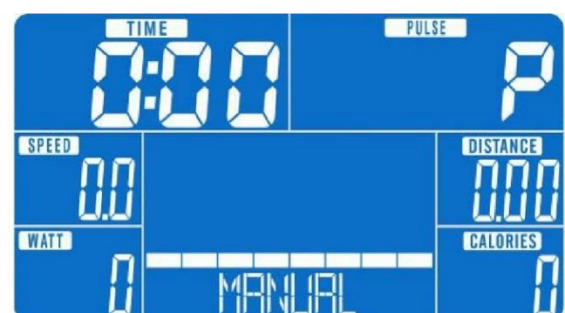 TIME PULSE
0:00 P
SPEED DISTANCE
0.0 0.00
WATT CALORIES
0 MANUAL 0